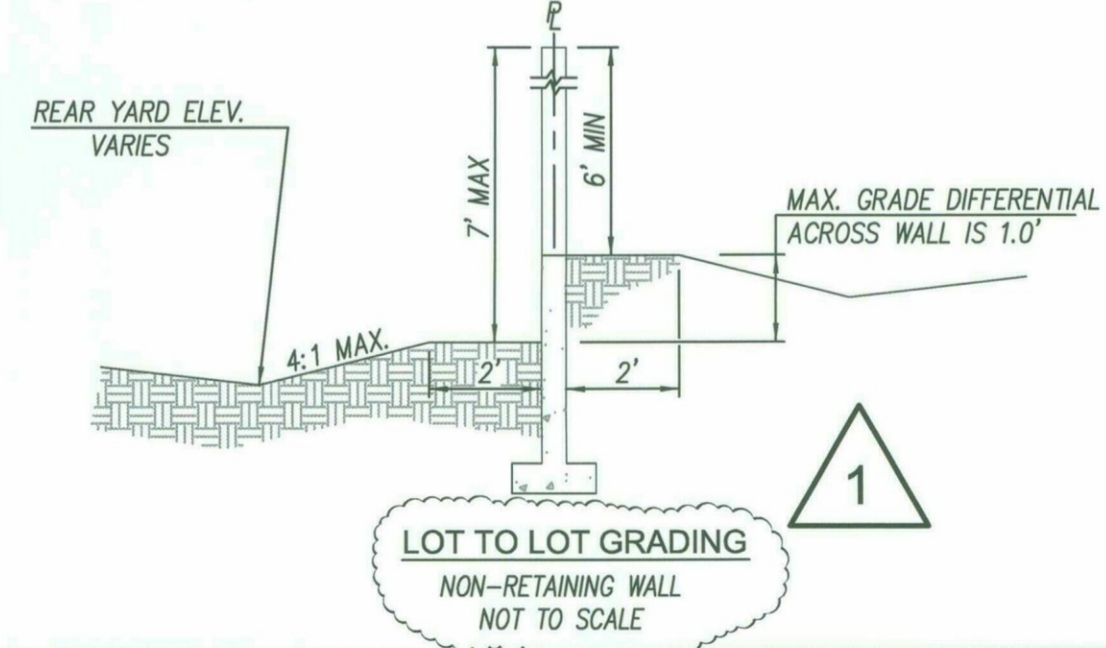 PL
REAR YARD ELEV.
VARIES
7' MAX
6' MIN
MAX. GRADE DIFFERENTIAL
ACROSS WALL IS 1.0'
4:1 MAX.
2'
2'
1
LOT TO LOT GRADING
NON-RETAINING WALL
NOT TO SCALE